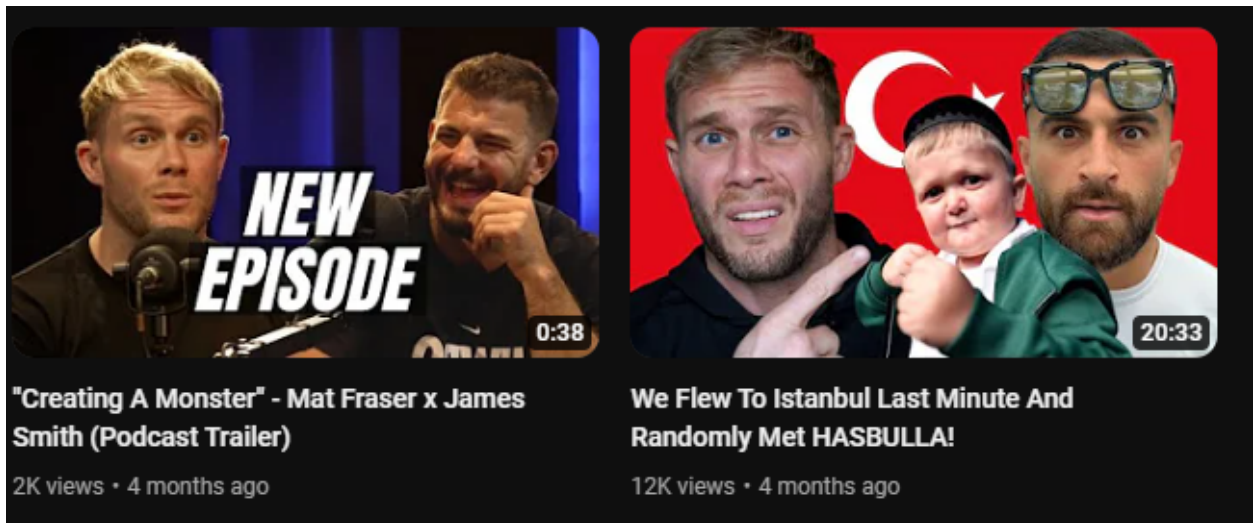 NEW
EPISODE
0:38
20:33
"Creating A Monster" - Mat Fraser x James
Smith (Podcast Trailer)
2K views • 4 months ago
We Flew To Istanbul Last Minute And
Randomly Met HASBULLA!
12K views • 4 months ago